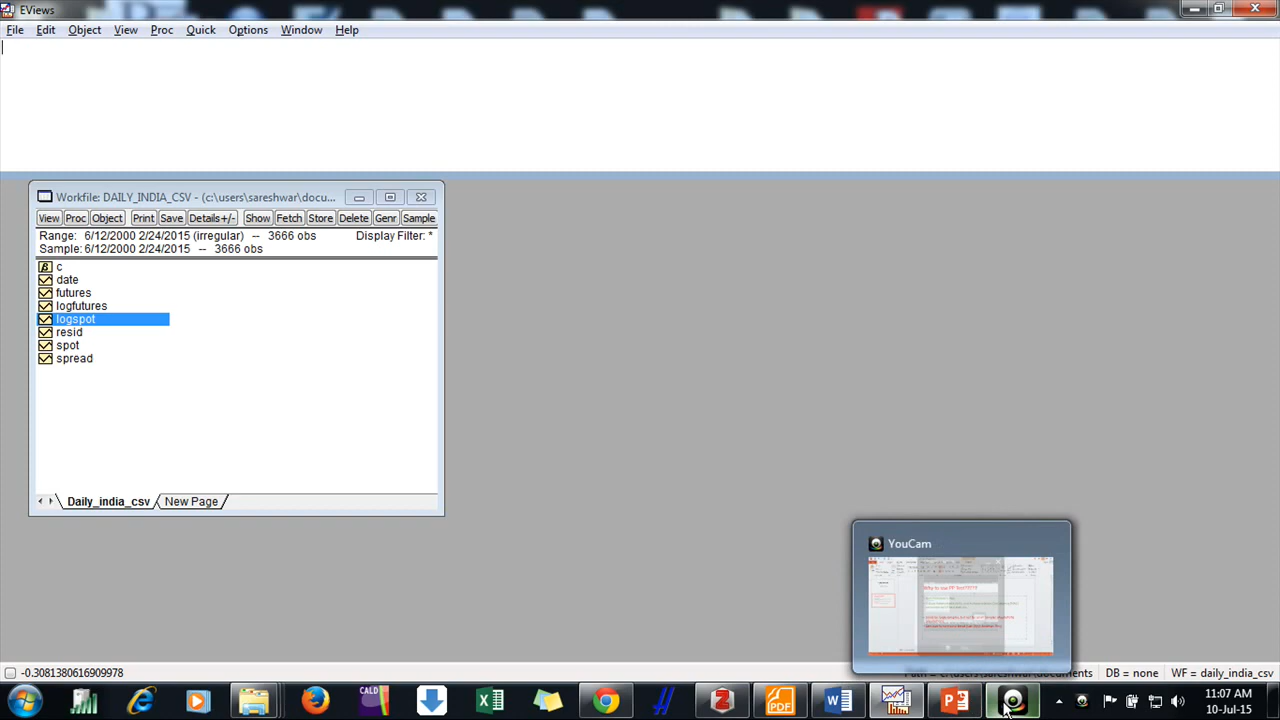 EViews
File Edit Object View Proc Quick Options Window Help
Workfile: DAILY_INDIA_CSV - (c:\users\sareshwar\docu...
View Proc Object Print Save Details+/- Show Fetch Store Delete Genr Sample
Range: 6/12/2000 2/24/2015 (irregular) -- 3666 obs Display Filter: *
Sample: 6/12/2000 2/24/2015 -- 3666 obs
β c
date
futures
logfutures
logspot
resid
spot
spread
Daily_india_csv New Page
YouCam
-0.3081380616909978
DB = none WF = daily_india_csv
CALD
PDF
11:07 AM
10-Jul-15